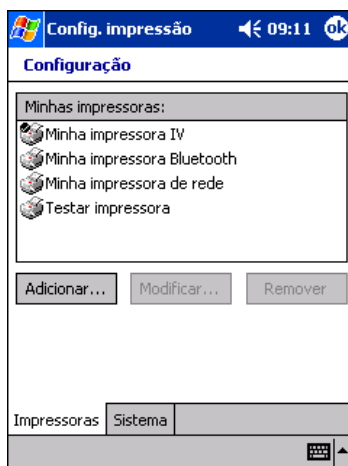 Config. impressão 09:11 ok
Configuração
Minhas impressoras:
Minha impressora IV
Minha impressora Bluetooth
Minha impressora de rede
Testar impressora
Adicionar... Modificar... Remover
Impressoras Sistema